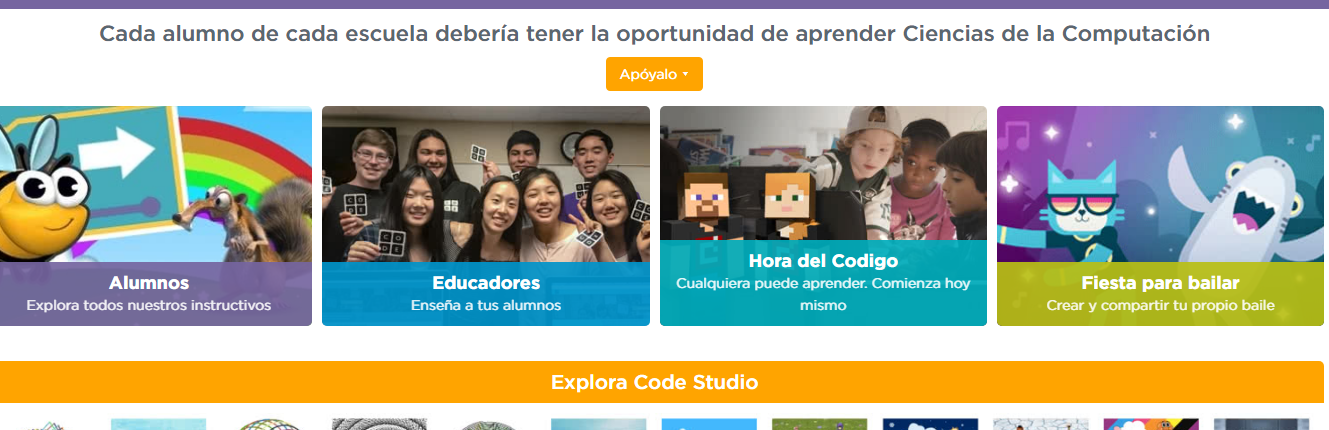 Cada alumno de cada escuela debería tener la oportunidad de aprender Ciencias de la Computación
Apóyalo
Alumnos
Explora todos nuestros instructivos
Educadores
Enseña a tus alumnos
Hora del Codigo
Cualquiera puede aprender. Comienza hoy
mismo
Fiesta para bailar
Crear y compartir tu propio baile
Explora Code Studio